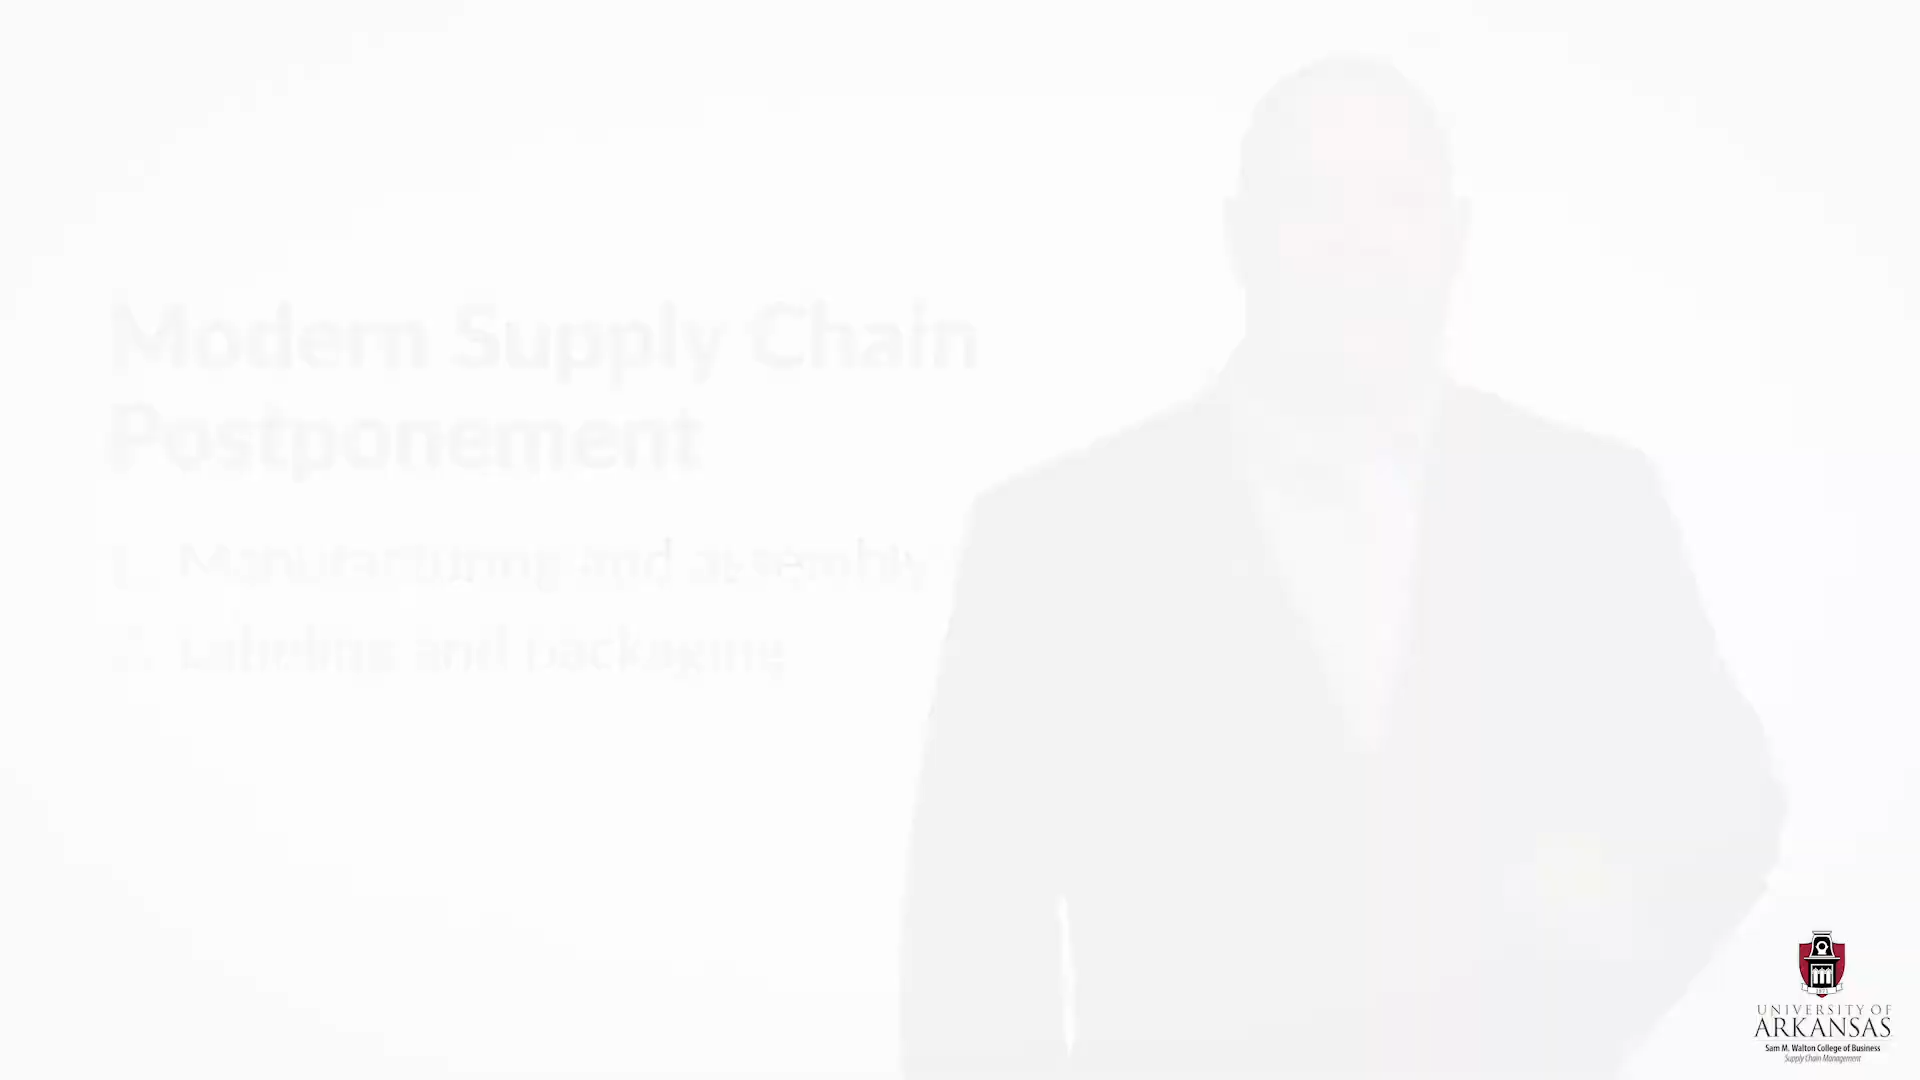 Modern Supply Chain
Postponement
1. Manufacturing and assembly
2. Labeling and packaging
1871
UNIVERSITY OF
ARKANSAS
Sam M. Walton College of Business
Supply Chain Management